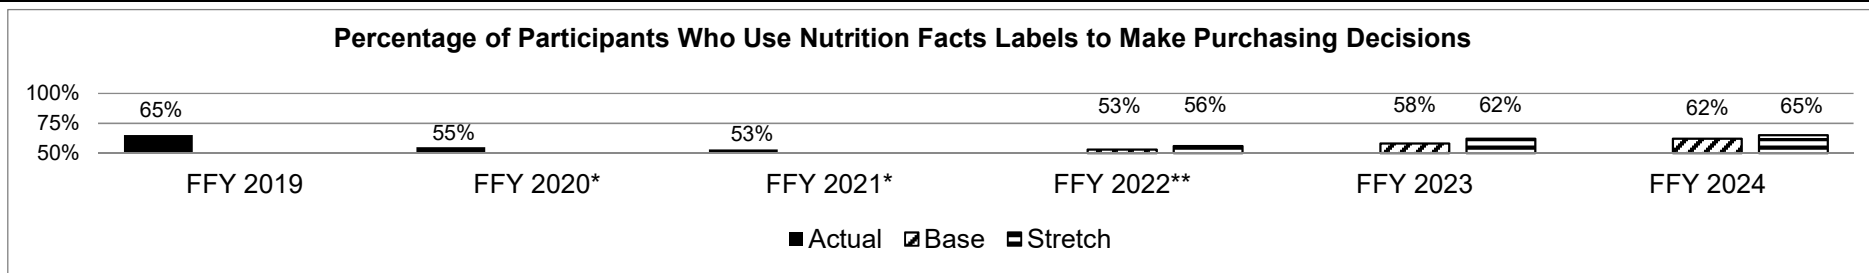 Percentage of Participants Who Use Nutrition Facts Labels to Make Purchasing Decisions
100%
75%
50%
65%
55%
53%
53%
56%
58%
62%
62%
65%
FFY 2019
FFY 2020*
FFY 2021*
FFY 2022**
FFY 2023
FFY 2024
Actual
Base
Stretch